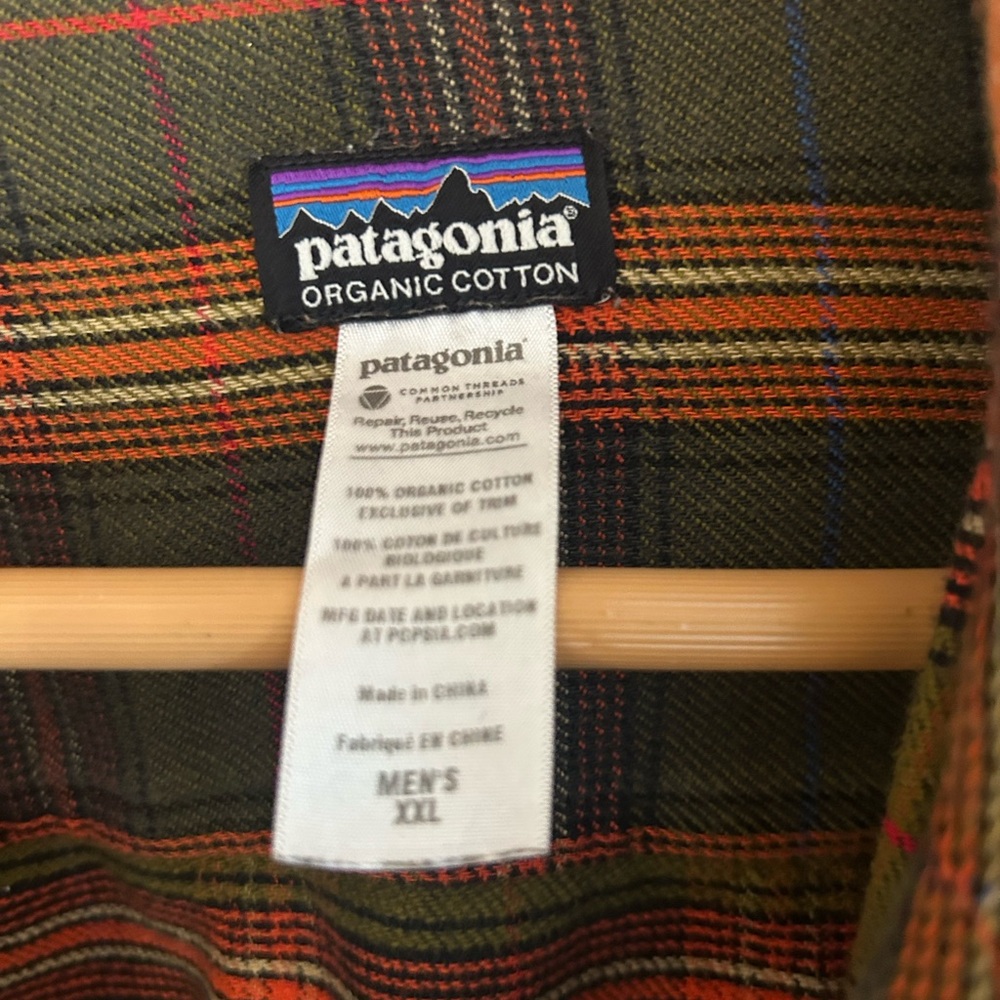 patagonia®
ORGANIC COTTON
patagonia®
COMMON THREADS
PARTNERSHIP
Repair, Reuse, Recycle
This Product
www.patagonia.com
100% ORGANIC COTTON
EXCLUSIVE OF TRIM
100% COTON DE CULTURE
BIOLOGIQUE
A PART LA GARNITURE
MFG DATE AND LOCATION
AT PCPSIA.COM
Made in CHINA
Fabriqué EN CHINE
MEN'S
XXL